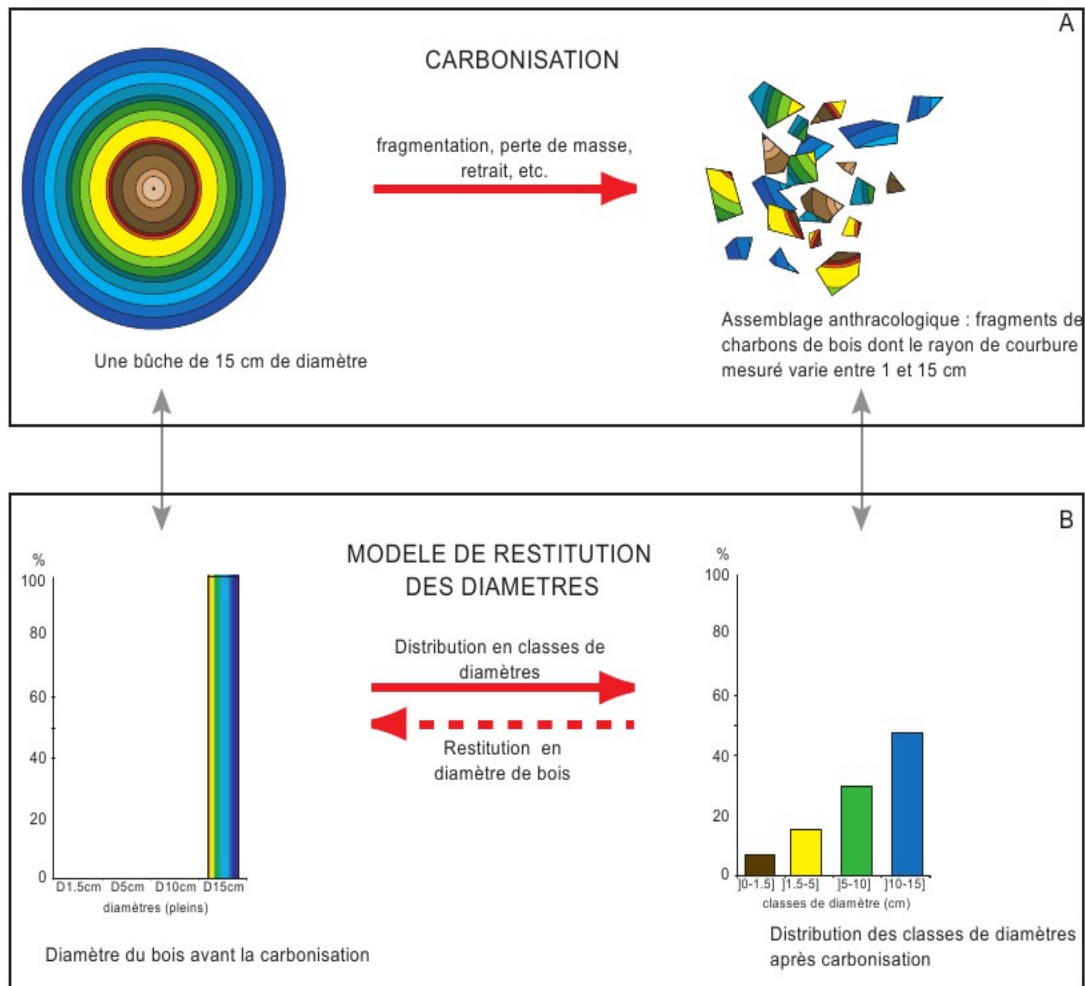 A
CARBONISATION
fragmentation, perte de masse,
retrait, etc.
Une bûche de 15 cm de diamètre
Assemblage anthracologique : fragments de
charbons de bois dont le rayon de courbure
mesuré varie entre 1 et 15 cm
B
MODELE DE RESTITUTION
DES DIAMETRES
Distribution en classes de
diamètres
Restitution en
diamètre de bois
%
100
80
60
40
20
0
D1.5cm D5cm D10cm D15cm
diamètres (pleins)
Diamètre du bois avant la carbonisation
%
100
80
60
40
20
0
]0-1.5] ]1.5-5] ]5-10] ]10-15]
classes de diamètre (cm)
Distribution des classes de diamètres
après carbonisation